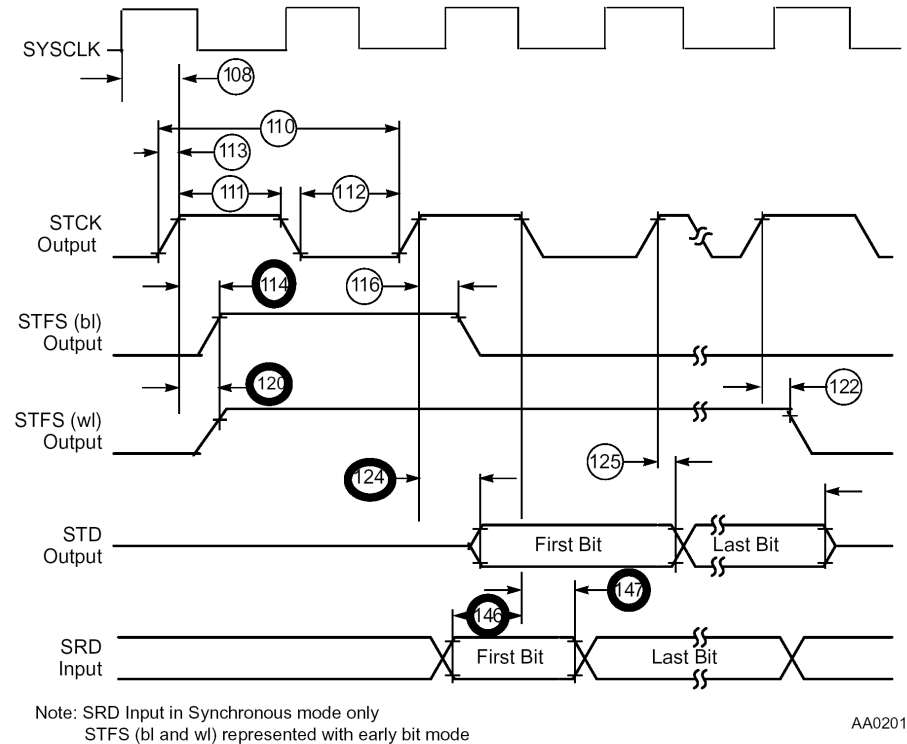 SYSCLK
108
110
113
111
112
STCK
Output
114
116
STFS (bl)
Output
120
122
STFS (wl)
Output
125
124
STD
Output
First Bit
Last Bit
147
146
SRD
Input
First Bit
Last Bit
Note: SRD Input in Synchronous mode only
STFS (bl and wl) represented with early bit mode
AA0201